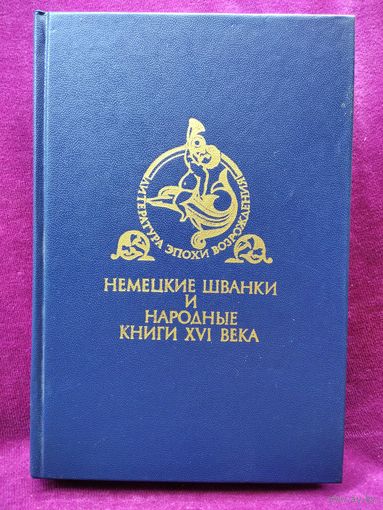 ЛИТЕРАТУРА ЭПОХИ ВОЗРОЖДЕНИЯ
НЕМЕЦКИЕ ШВАНКИ
И
НАРОДНЫЕ
КНИГИ XVI ВЕКА